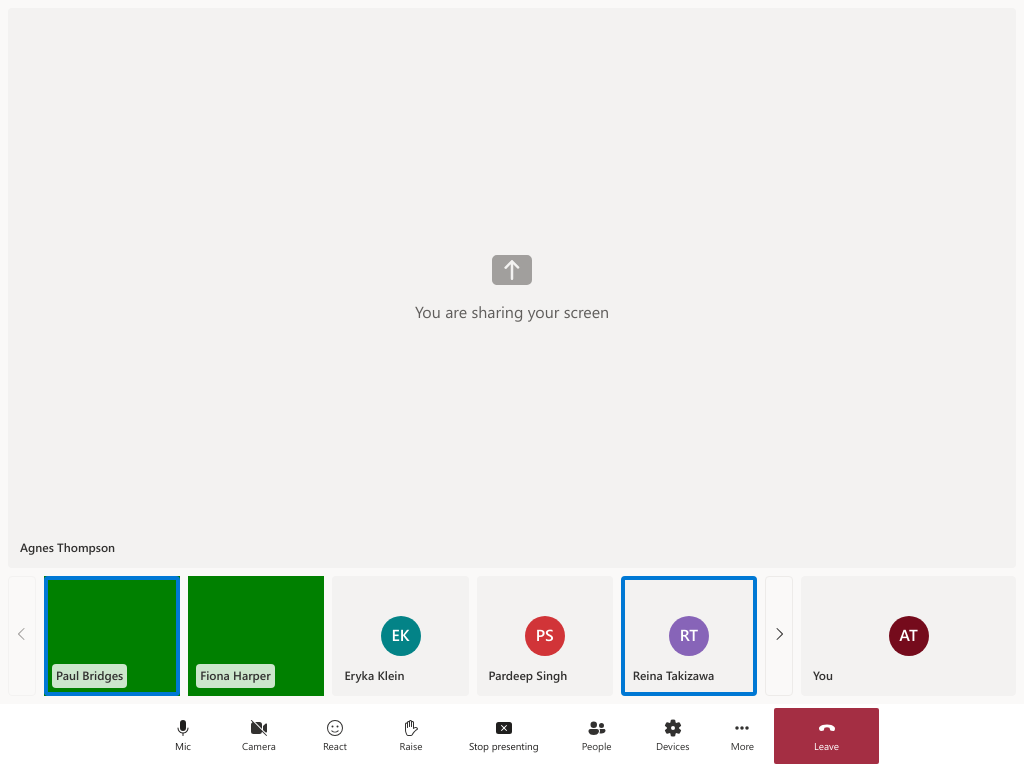 You are sharing your screen
Agnes Thompson
EK
PS
RT
AT
Paul Bridges
Fiona Harper
Eryka Klein
Pardeep Singh
Reina Takizawa
You
Mic
Camera
React
Raise
Stop presenting
People
Devices
More
Leave